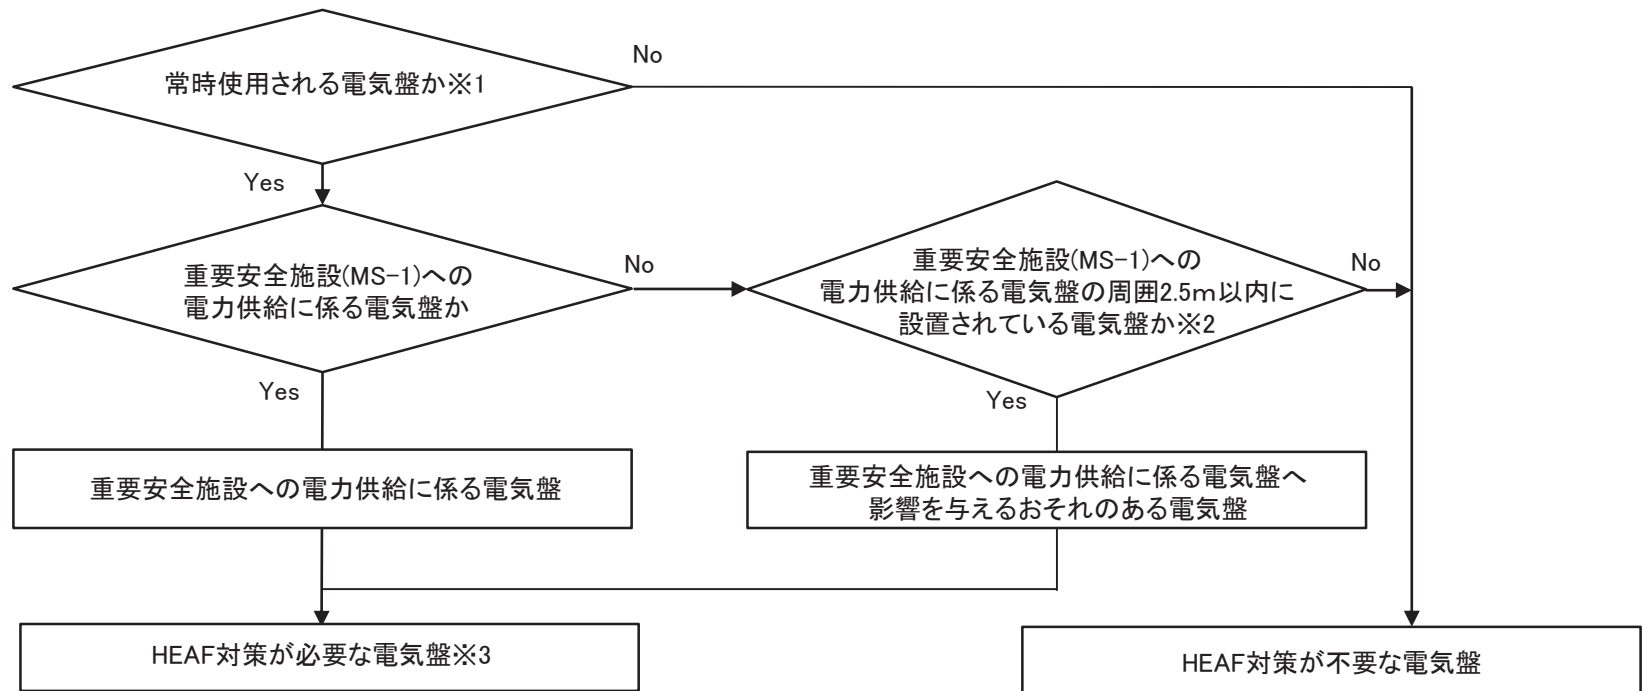 常時使用される電気盤か※1
No
Yes
重要安全施設(MS-1)への
電力供給に係る電気盤か
No
重要安全施設(MS-1)への
電力供給に係る電気盤の周囲2.5m以内に
設置されている電気盤か※2
No
Yes
Yes
重要安全施設への電力供給に係る電気盤
重要安全施設への電力供給に係る電気盤へ
影響を与えるおそれのある電気盤
HEAF対策が必要な電気盤※3
HEAF対策が不要な電気盤